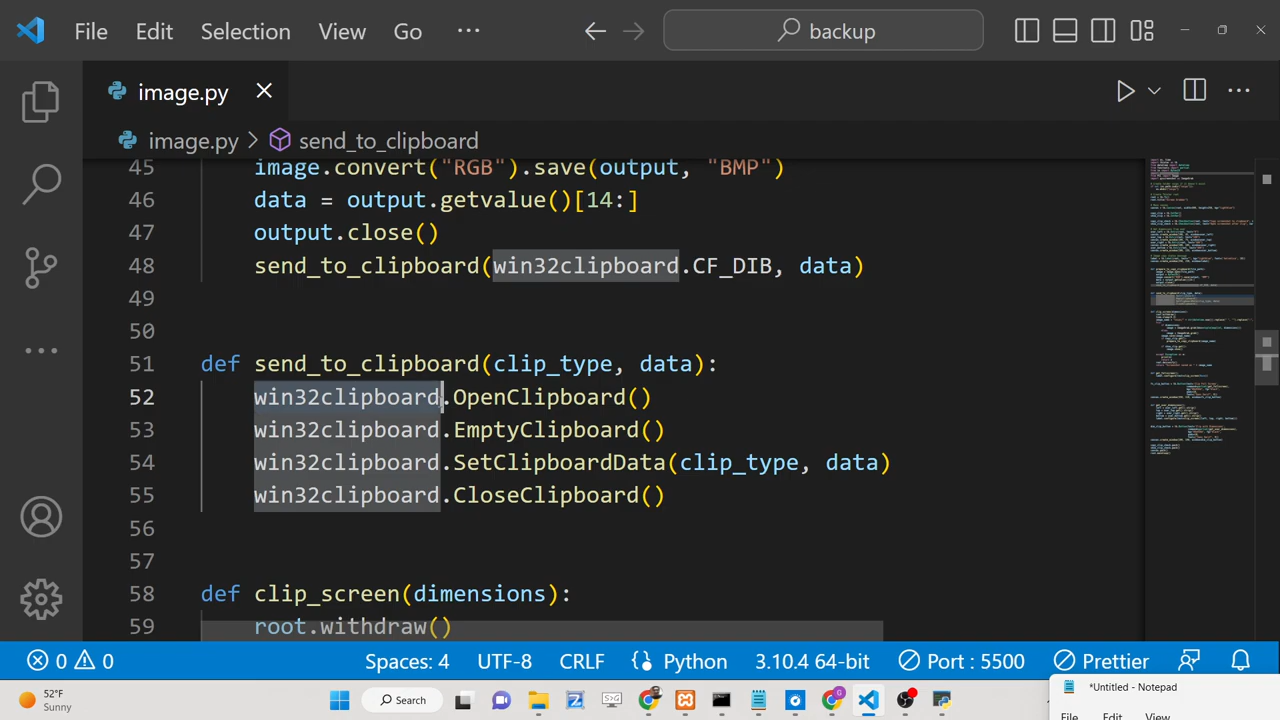 File Edit Selection View Go ··· backup
image.py
image.py > send_to_clipboard
45 image.convert("RGB").save(output, "BMP")
46 data = output.getvalue()[14:]
47 output.close()
48 send_to_clipboard(win32clipboard.CF_DIB, data)
49
50
51 def send_to_clipboard(clip_type, data):
52 win32clipboard.OpenClipboard()
53 win32clipboard.EmptyClipboard()
54 win32clipboard.SetClipboardData(clip_type, data)
55 win32clipboard.CloseClipboard()
56
57
58 def clip_screen(dimensions):
59 root.withdraw()
0 0 Spaces: 4 UTF-8 CRLF Python 3.10.4 64-bit Port : 5500 Prettier
52°F
Sunny
Search
*Untitled - Notepad
File Edit View